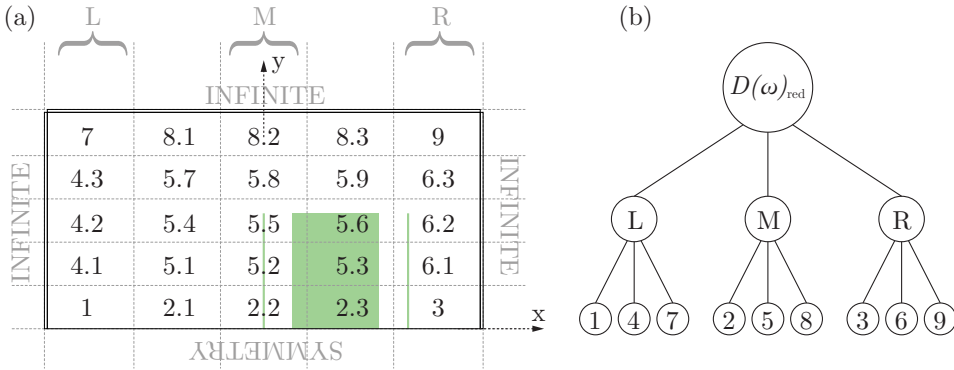 (a)
L M R
y
INFINITE
7 8.1 8.2 8.3 9
4.3 5.7 5.8 5.9 6.3
4.2 5.4 5.5 5.6 6.2
4.1 5.1 5.2 5.3 6.1
1 2.1 2.2 2.3 3
INFINITE
INFINITE
x
SYMMETRY
(b)
D(ω)red
L M R
1 4 7 2 5 8 3 6 9